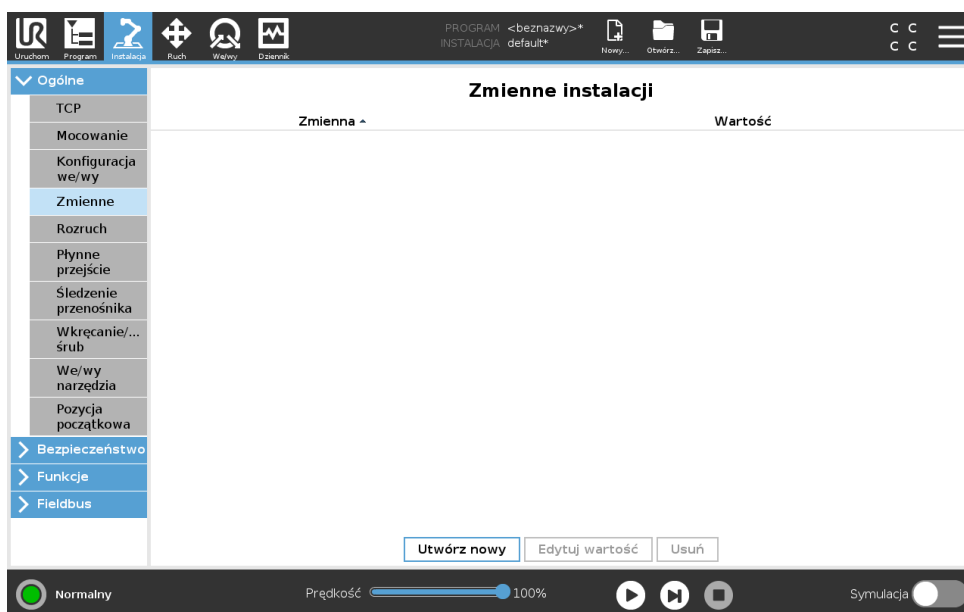 PROGRAM <beznazwy>*
INSTALACJA default*
Uruchom Program Instalacja Ruch We/wy Dziennik Nowy... Otwórz... Zapisz...
C C
C C
Ogólne
TCP
Mocowanie
Konfiguracja
we/wy
Zmienne
Rozruch
Płynne
przejście
Śledzenie
przenośnika
Wkręcanie/...
śrub
We/wy
narzędzia
Pozycja
początkowa
Bezpieczeństwo
Funkcje
Fieldbus
Zmienne instalacji
Zmienna Wartość
Utwórz nowy Edytuj wartość Usuń
Normalny Prędkość 100% Symulacja